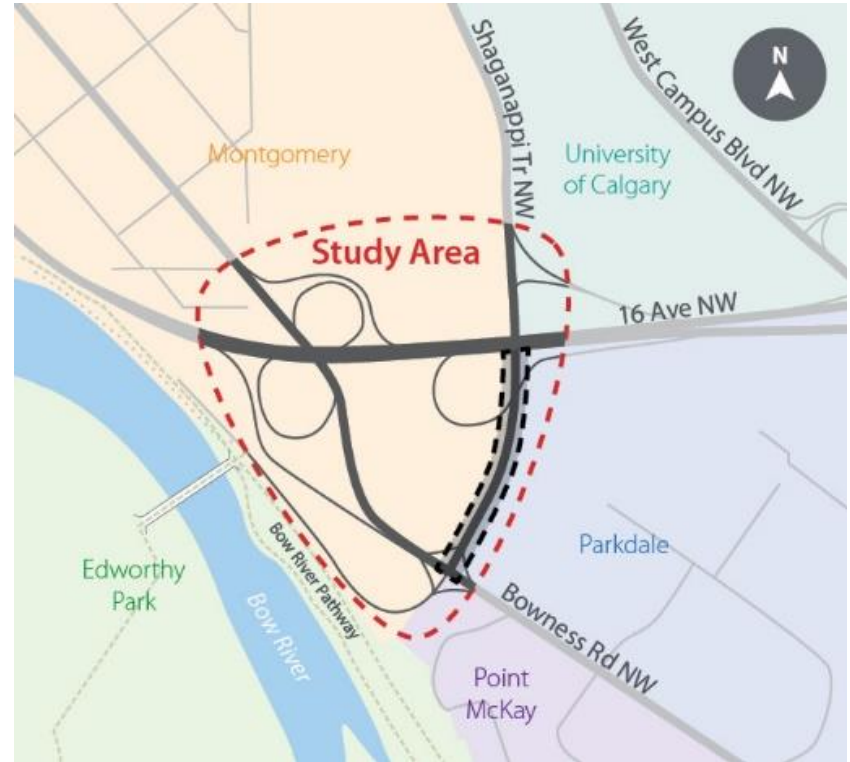 N
Shaganappi Tr NW
West Campus Blvd NW
Montgomery
University
of Calgary
Study Area
16 Ave NW
Bow River Pathway
Parkdale
Edworthy
Park
Bow River
Bowness Rd NW
Point
McKay